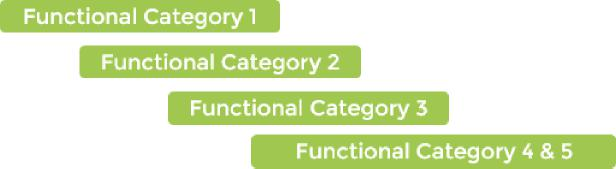 Functional Category 1
Functional Category 2
Functional Category 3
Functional Category 4 & 5